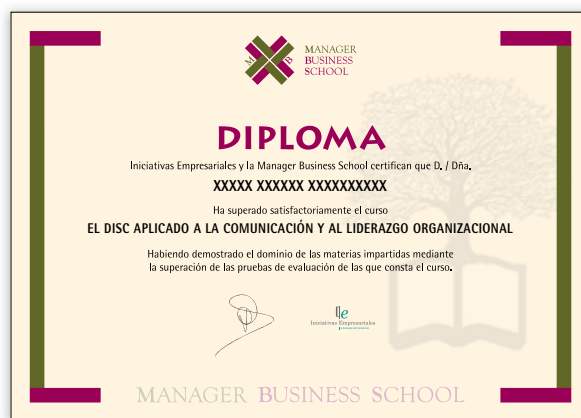 MANAGER
BUSINESS
SCHOOL
M B
DIPLOMA
Iniciativas Empresariales y la Manager Business School certifican que D. / Dña.
XXXXX XXXXXX XXXXXXXXXX
Ha superado satisfactoriamente el curso
EL DISC APLICADO A LA COMUNICACIÓN Y AL LIDERAZGO ORGANIZACIONAL
Habiendo demostrado el dominio de las materias impartidas mediante
la superación de las pruebas de evaluación de las que consta el curso.
Iniciativas Empresariales
MANAGER BUSINESS SCHOOL